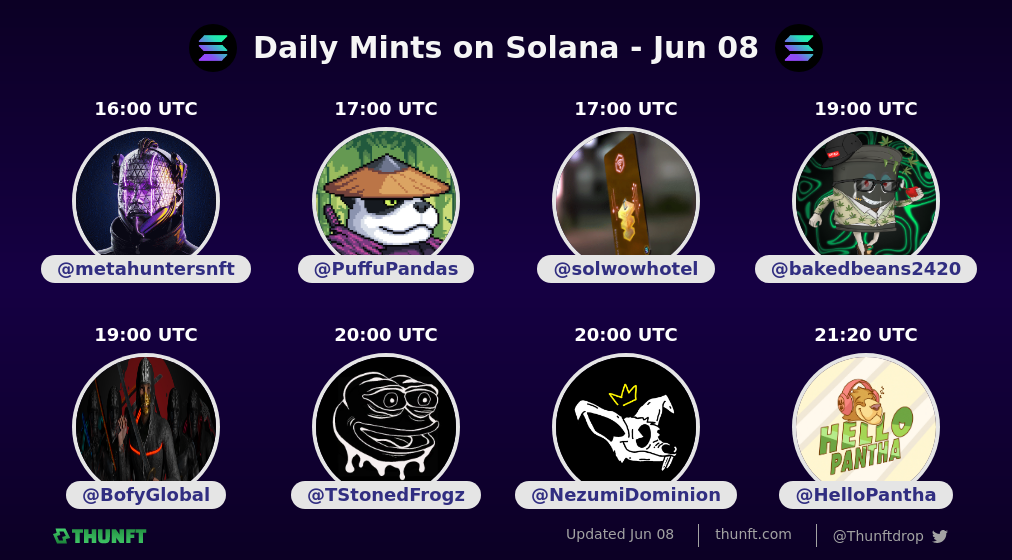 Daily Mints on Solana - Jun 08
16:00 UTC
17:00 UTC
17:00 UTC
19:00 UTC
@metahuntersnft
@PuffuPandas
@solwowhotel
@bakedbeans2420
19:00 UTC
20:00 UTC
20:00 UTC
21:20 UTC
HELLO
PANTHA
@BofyGlobal
@TStonedFrogz
@NezumiDominion
@HelloPantha
THUNFT
Updated Jun 08
thunft.com
@Thunftdrop